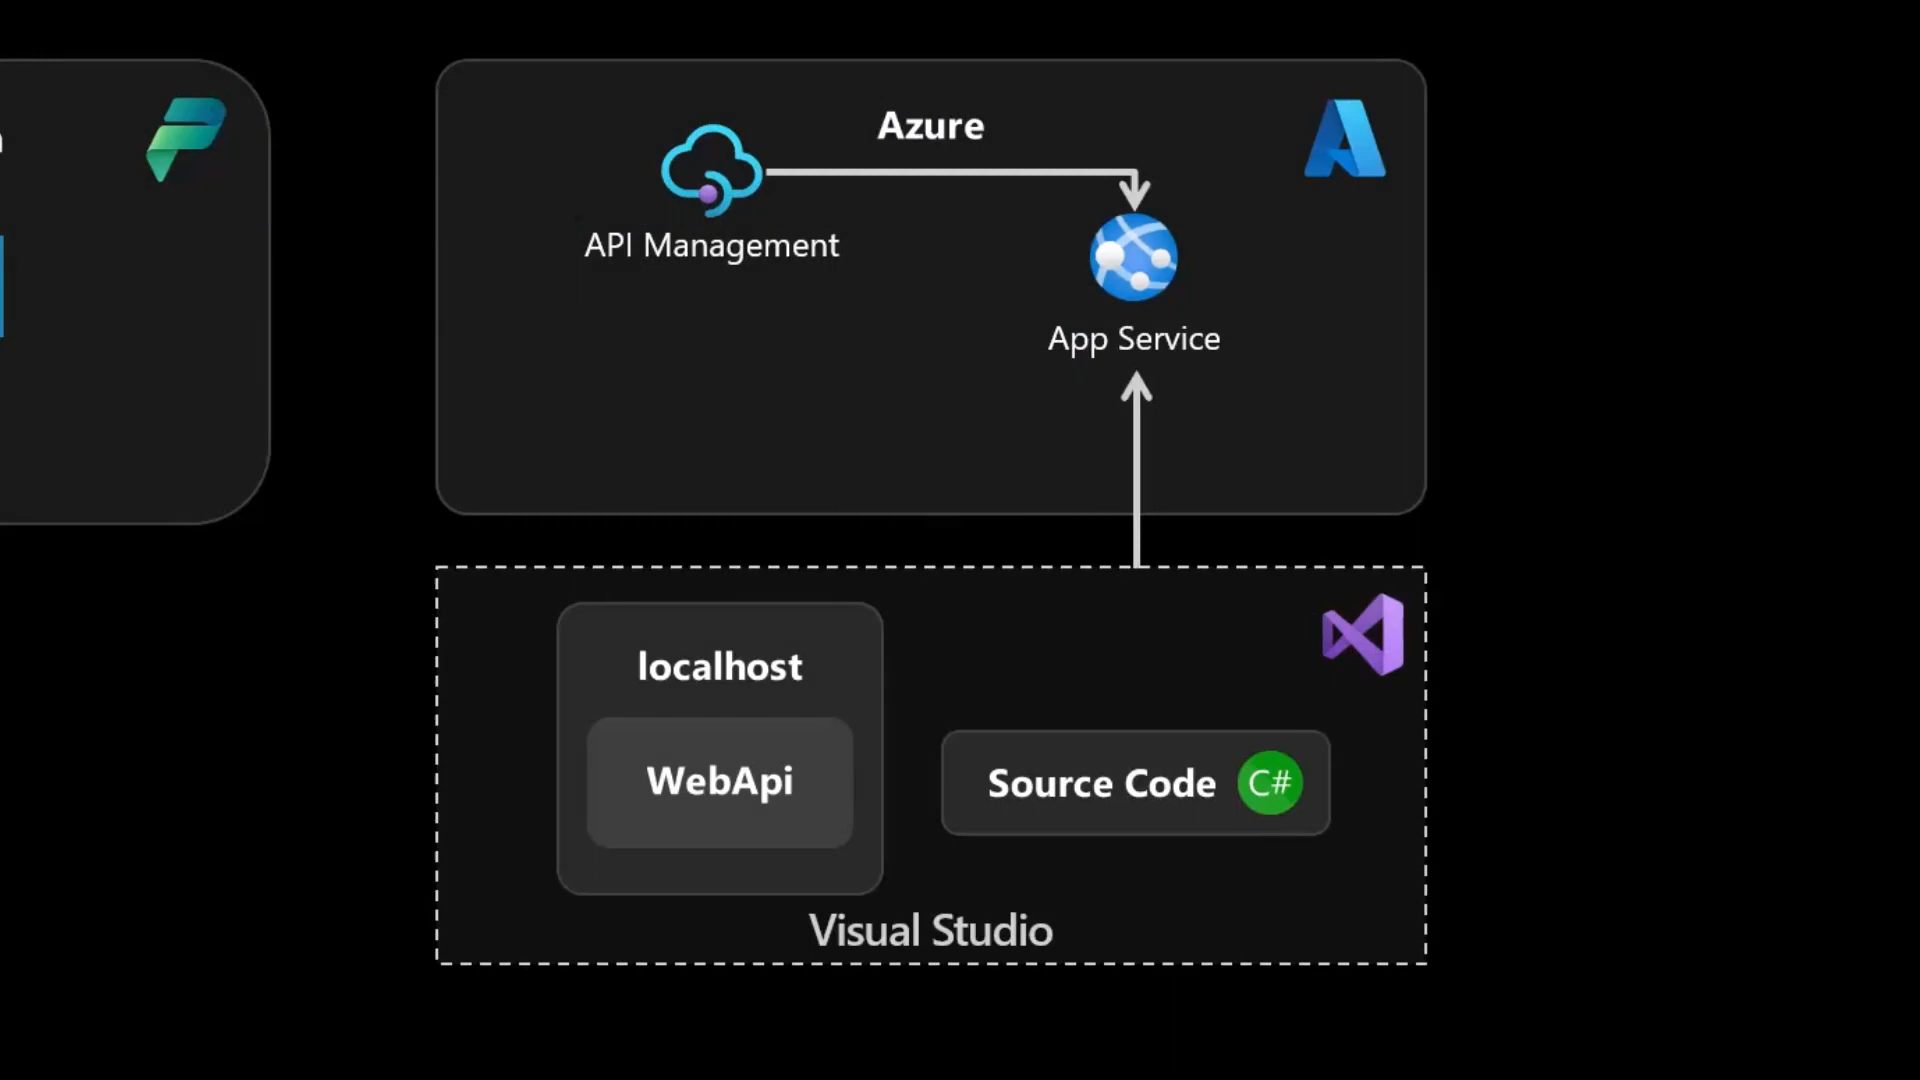 Azure
API Management
App Service
localhost
WebApi
Source Code C#
Visual Studio